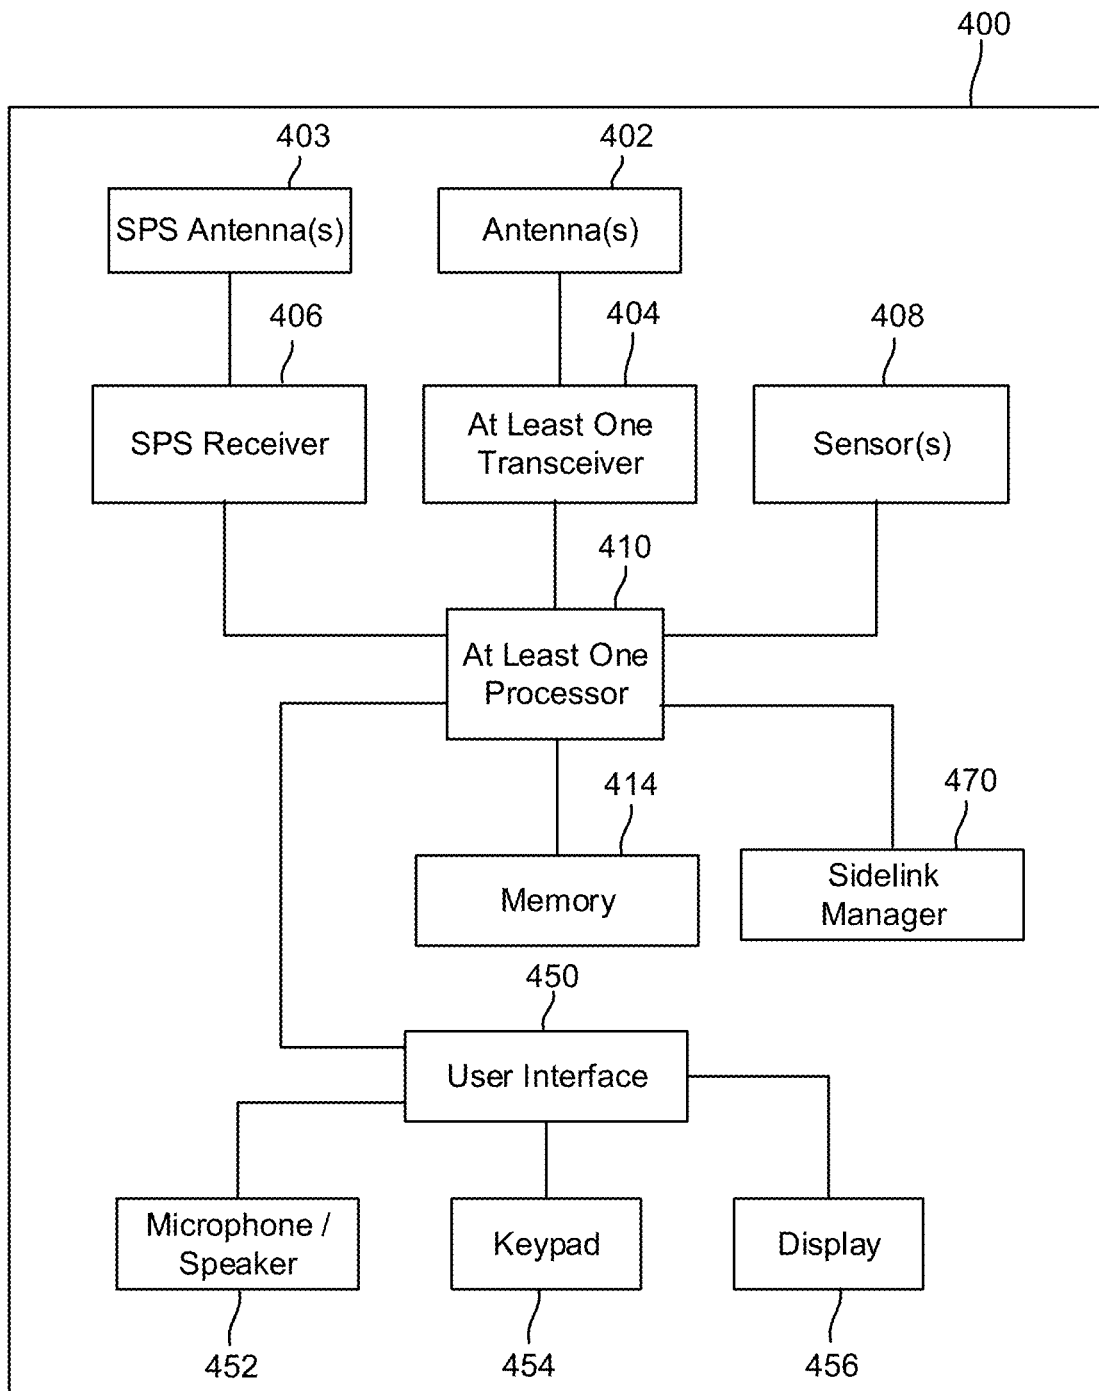 400
403
402
SPS Antenna(s)
Antenna(s)
406
404
408
SPS Receiver
At Least One
Transceiver
Sensor(s)
410
At Least One
Processor
414
470
Memory
Sidelink
Manager
450
User Interface
Microphone /
Speaker
Keypad
Display
452
454
456